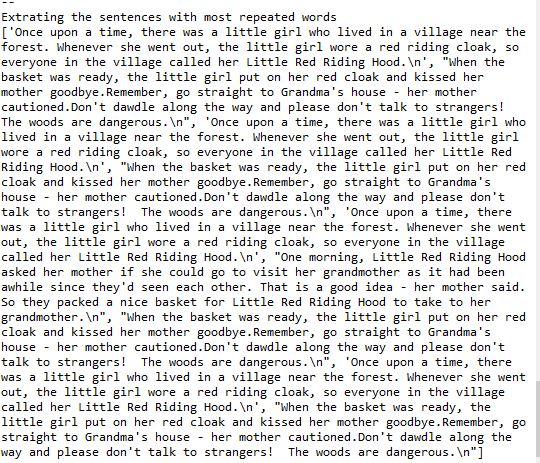 --
Extrating the sentences with most repeated words
['Once upon a time, there was a little girl who lived in a village near the
forest. Whenever she went out, the little girl wore a red riding cloak, so
everyone in the village called her Little Red Riding Hood.\n', "When the
basket was ready, the little girl put on her red cloak and kissed her
mother goodbye.Remember, go straight to Grandma's house - her mother
cautioned.Don't dawdle along the way and please don't talk to strangers!
The woods are dangerous.\n", 'Once upon a time, there was a little girl who
lived in a village near the forest. Whenever she went out, the little girl
wore a red riding cloak, so everyone in the village called her Little Red
Riding Hood.\n', "When the basket was ready, the little girl put on her red
cloak and kissed her mother goodbye.Remember, go straight to Grandma's
house - her mother cautioned.Don't dawdle along the way and please don't
talk to strangers!  The woods are dangerous.\n", 'Once upon a time, there
was a little girl who lived in a village near the forest. Whenever she went
out, the little girl wore a red riding cloak, so everyone in the village
called her Little Red Riding Hood.\n', "One morning, Little Red Riding Hood
asked her mother if she could go to visit her grandmother as it had been
awhile since they'd seen each other. That is a good idea - her mother said.
So they packed a nice basket for Little Red Riding Hood to take to her
grandmother.\n", "When the basket was ready, the little girl put on her red
cloak and kissed her mother goodbye.Remember, go straight to Grandma's
house - her mother cautioned.Don't dawdle along the way and please don't
talk to strangers!  The woods are dangerous.\n", 'Once upon a time, there
was a little girl who lived in a village near the forest. Whenever she went
out, the little girl wore a red riding cloak, so everyone in the village
called her Little Red Riding Hood.\n', "When the basket was ready, the
little girl put on her red cloak and kissed her mother goodbye.Remember, go
straight to Grandma's house - her mother cautioned.Don't dawdle along the
way and please don't talk to strangers!  The woods are dangerous.\n"]